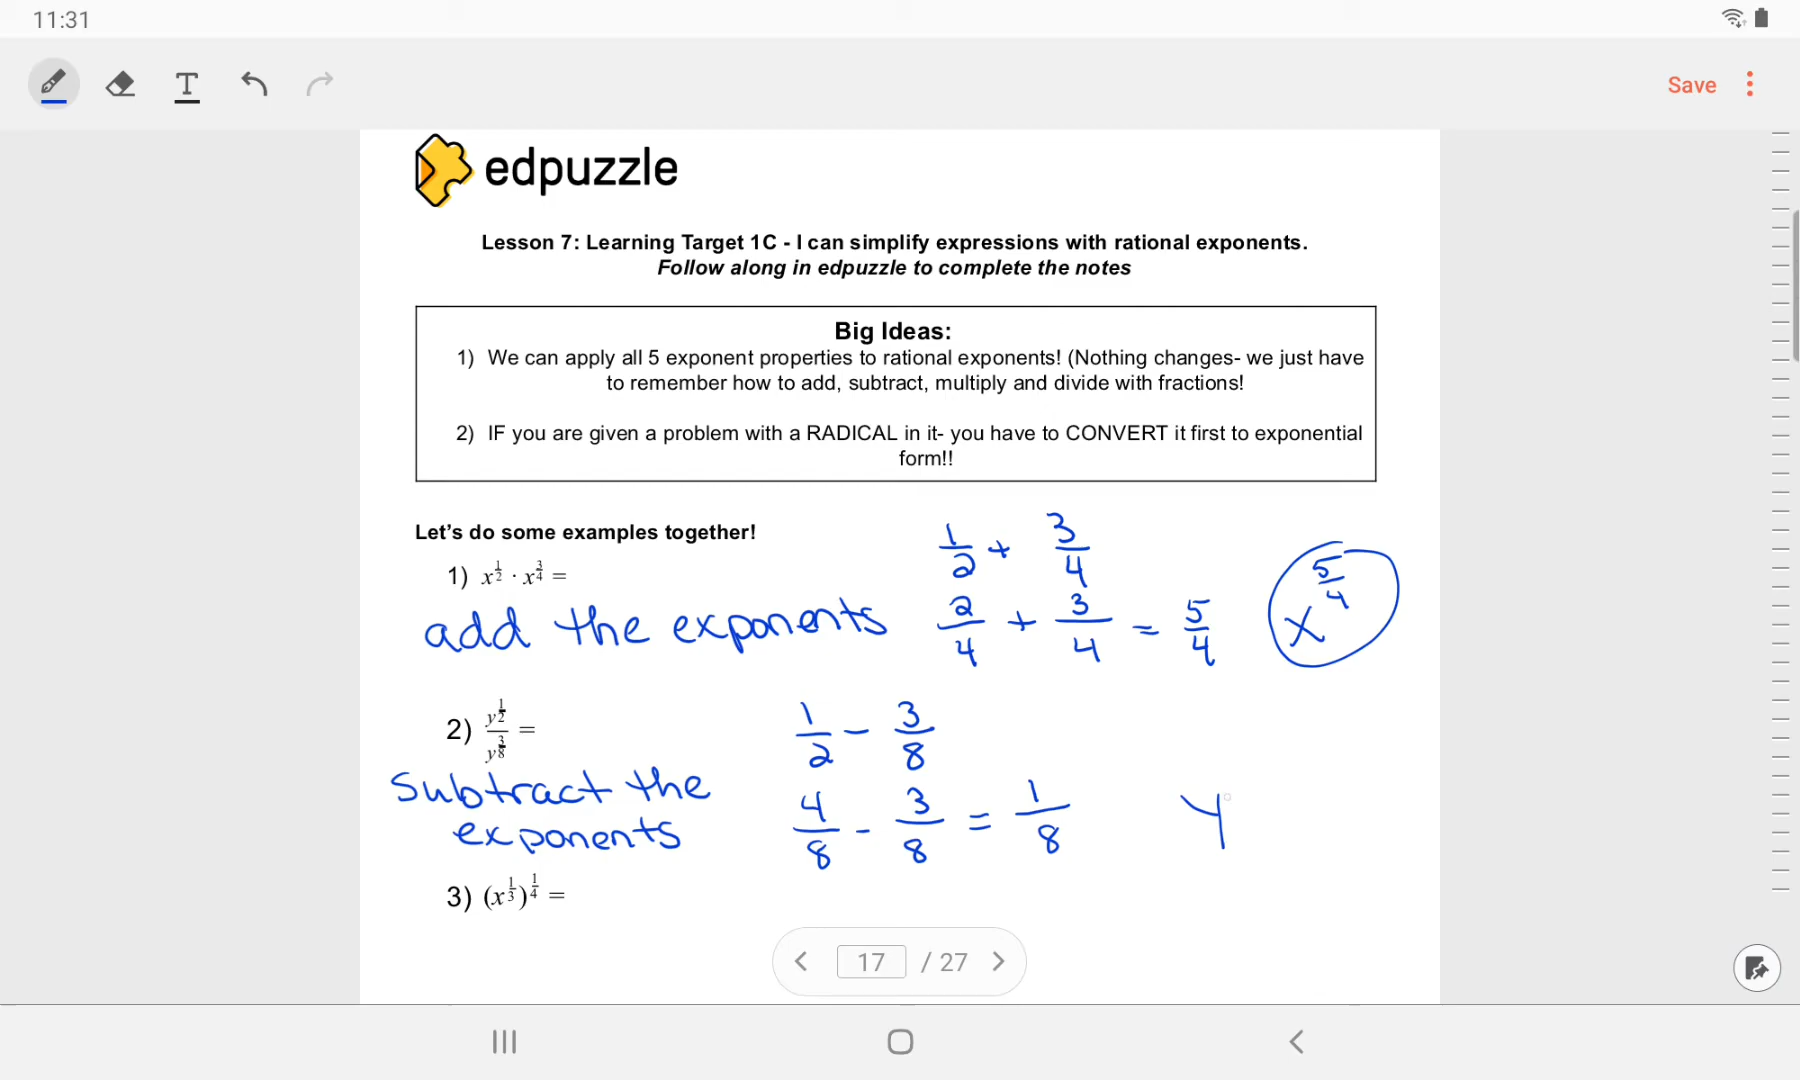 11:31
T
Save
edpuzzle
Lesson 7: Learning Target 1C - I can simplify expressions with rational exponents.
Follow along in edpuzzle to complete the notes
Big Ideas:
1) We can apply all 5 exponent properties to rational exponents! (Nothing changes- we just have
to remember how to add, subtract, multiply and divide with fractions!
2) IF you are given a problem with a RADICAL in it- you have to CONVERT it first to exponential
form!!
Let's do some examples together!
1/2 + 3/4
1) x^(1/2) · x^(3/4) =
add the exponents 2/4 + 3/4 = 5/4 x^(5/4)
2) y^(1/2)/y^(3/8) = 1/2 - 3/8
Subtract the
exponents 4/8 - 3/8 = 1/8 y
3) (x^(1/3))^(1/4) =
17 / 27